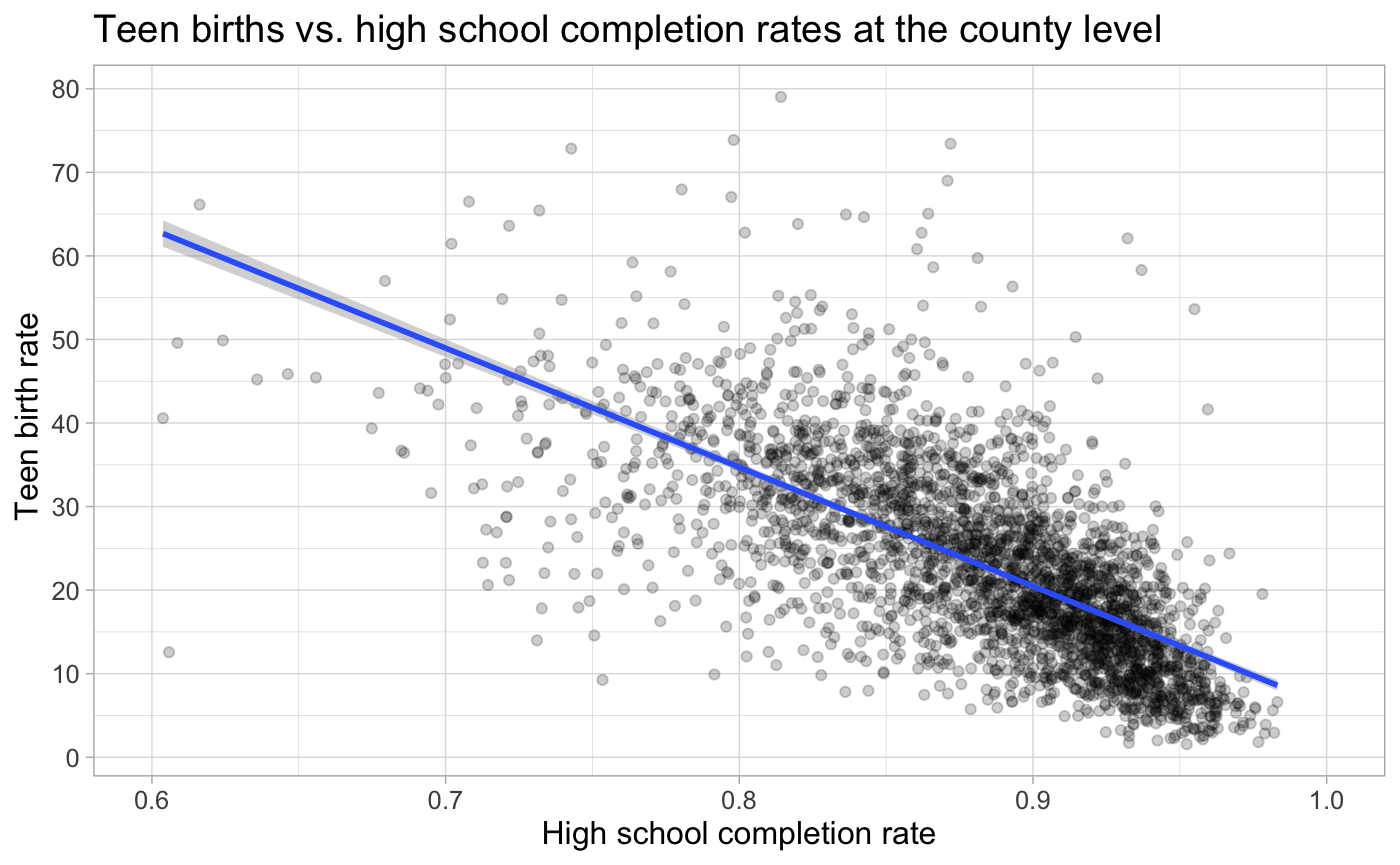 Teen births vs. high school completion rates at the county level
80
70
60
50
40
30
20
10
0
Teen birth rate
0.6 0.7 0.8 0.9 1.0
High school completion rate